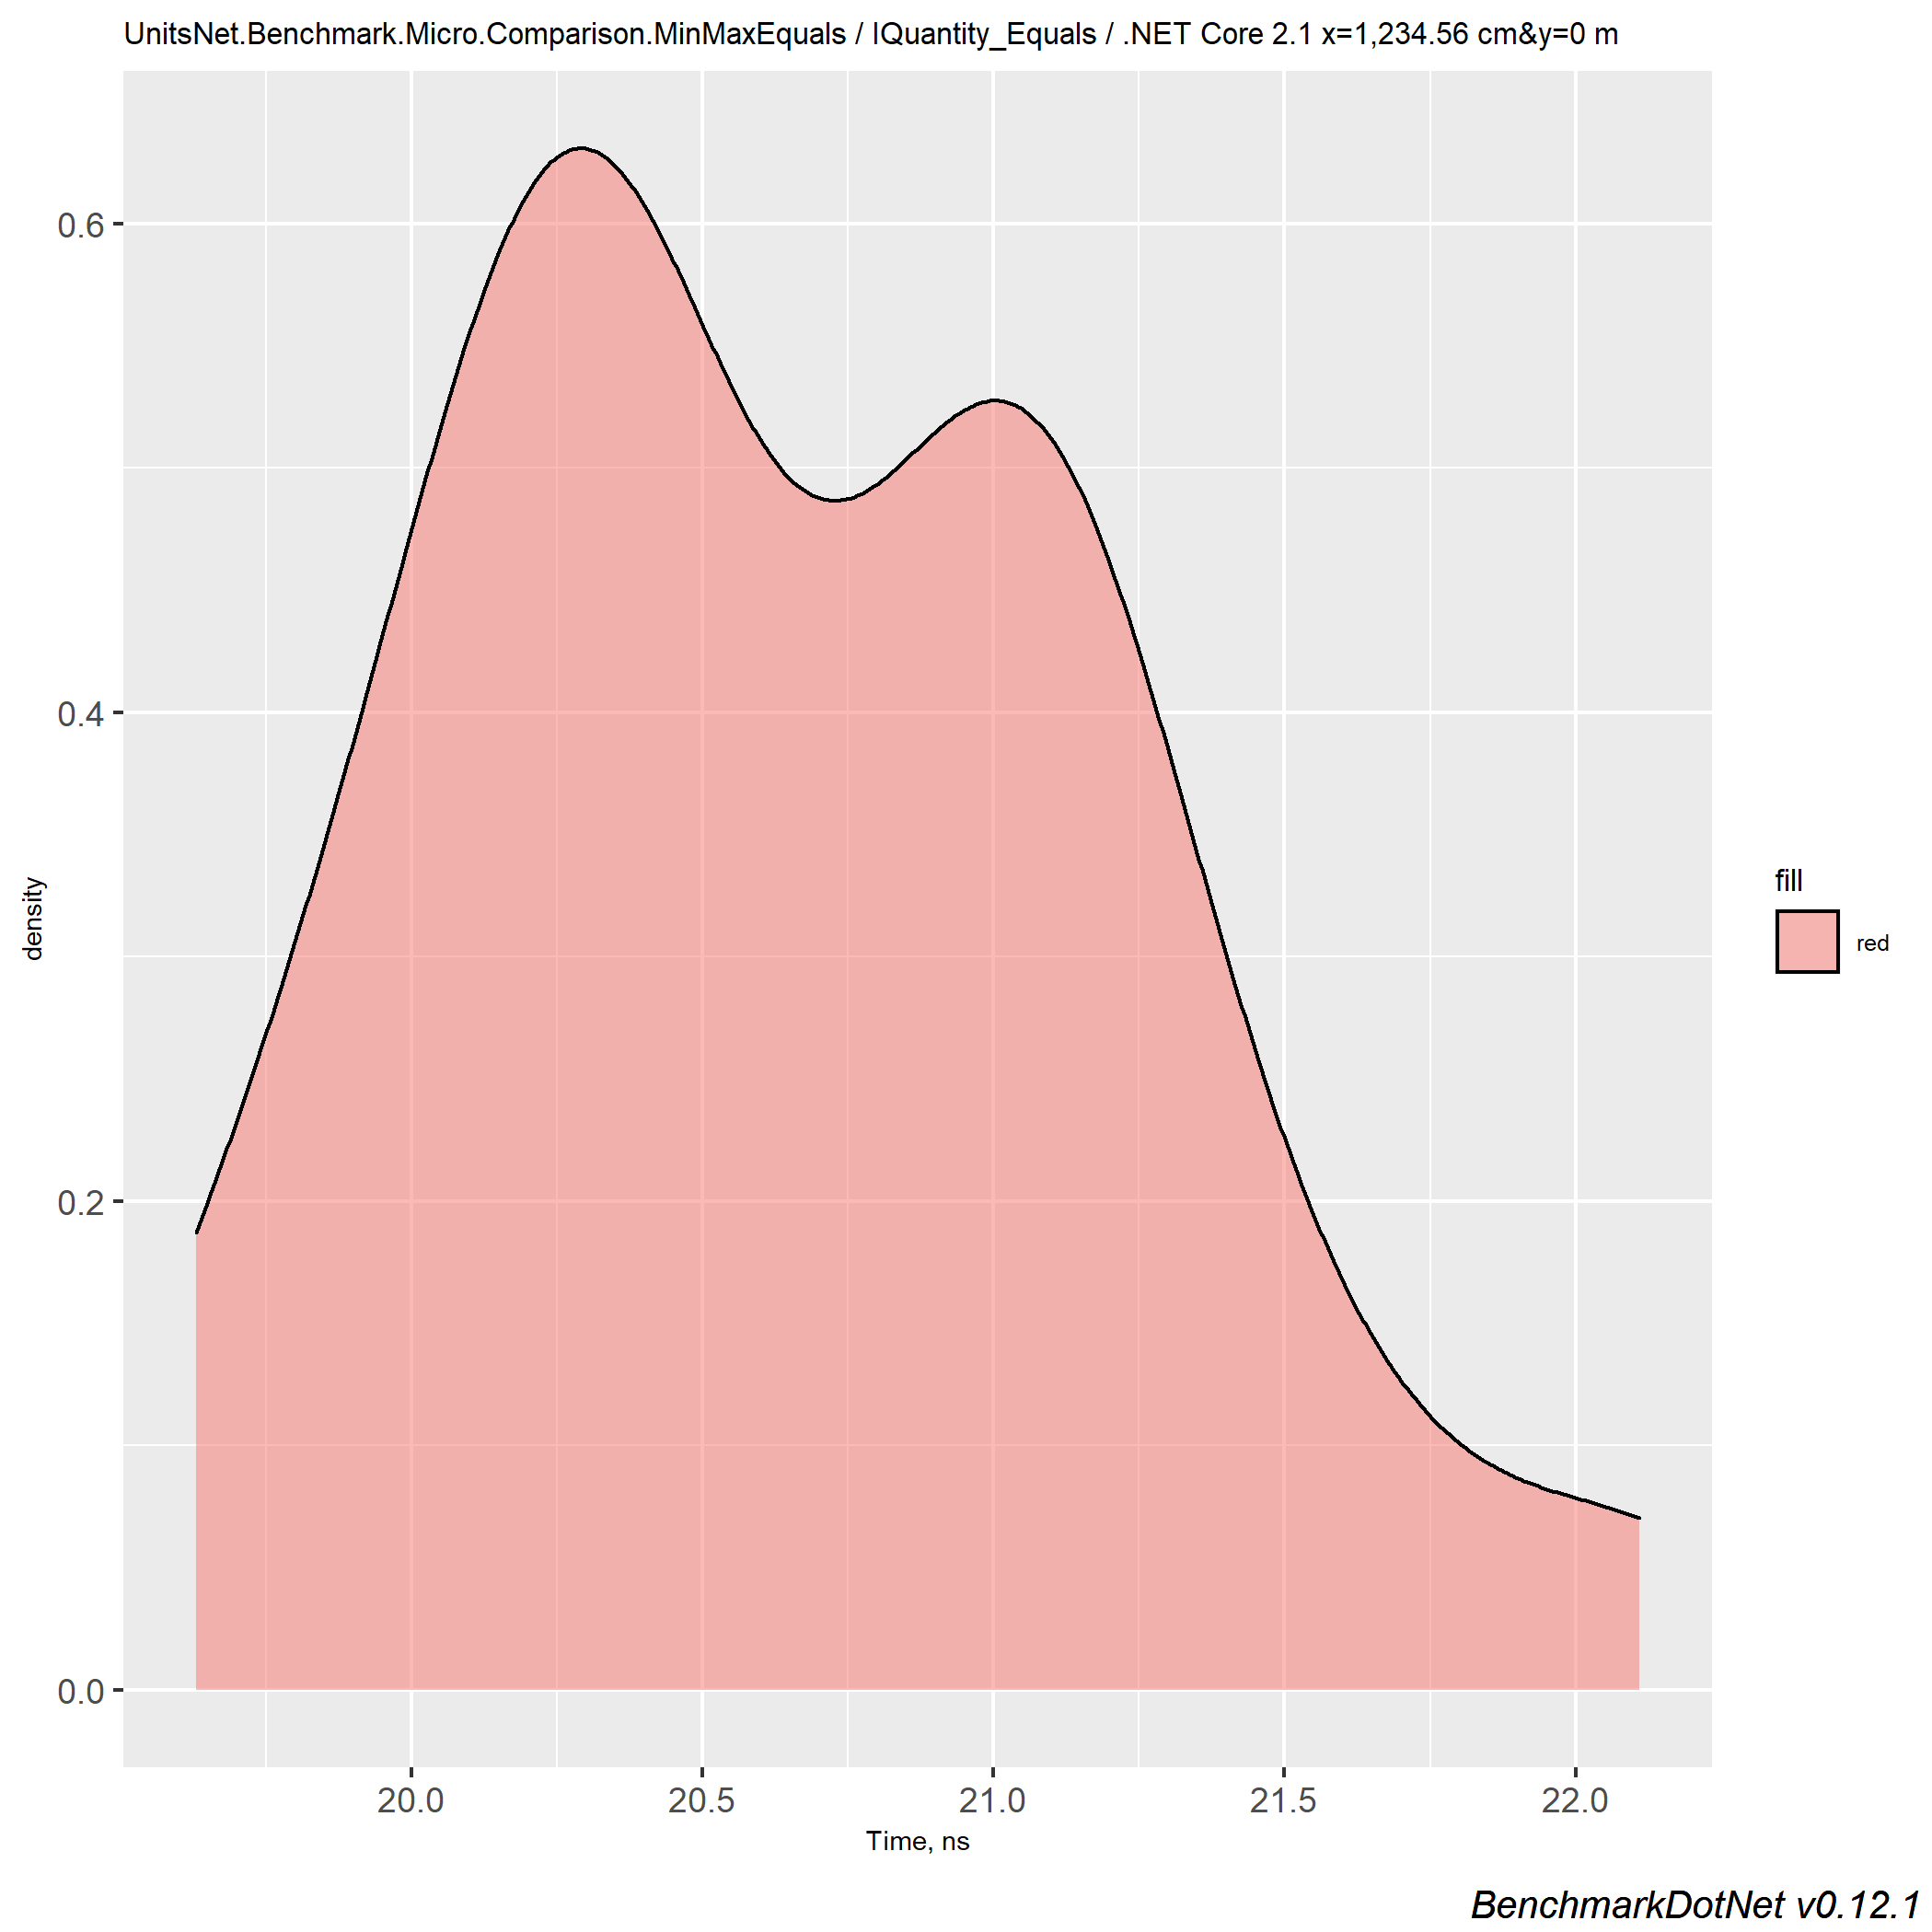 UnitsNet.Benchmark.Micro.Comparison.MinMaxEquals / IQuantity_Equals / .NET Core 2.1 x=1,234.56 cm&y=0 m
0.6
0.4
0.2
0.0
density
20.0 20.5 21.0 21.5 22.0
Time, ns
fill
red
BenchmarkDotNet v0.12.1